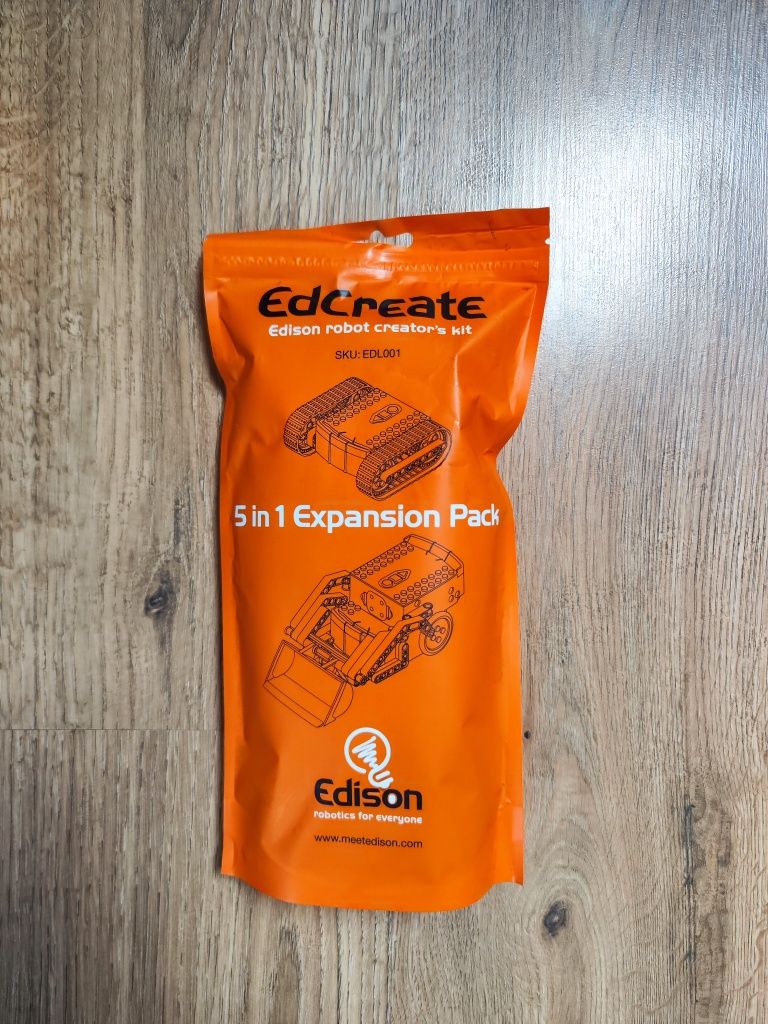 EdCreate
Edison robot creator's kit
SKU: EDL001
5 in 1 Expansion Pack
Edison
robotics for everyone
www.meetedison.com